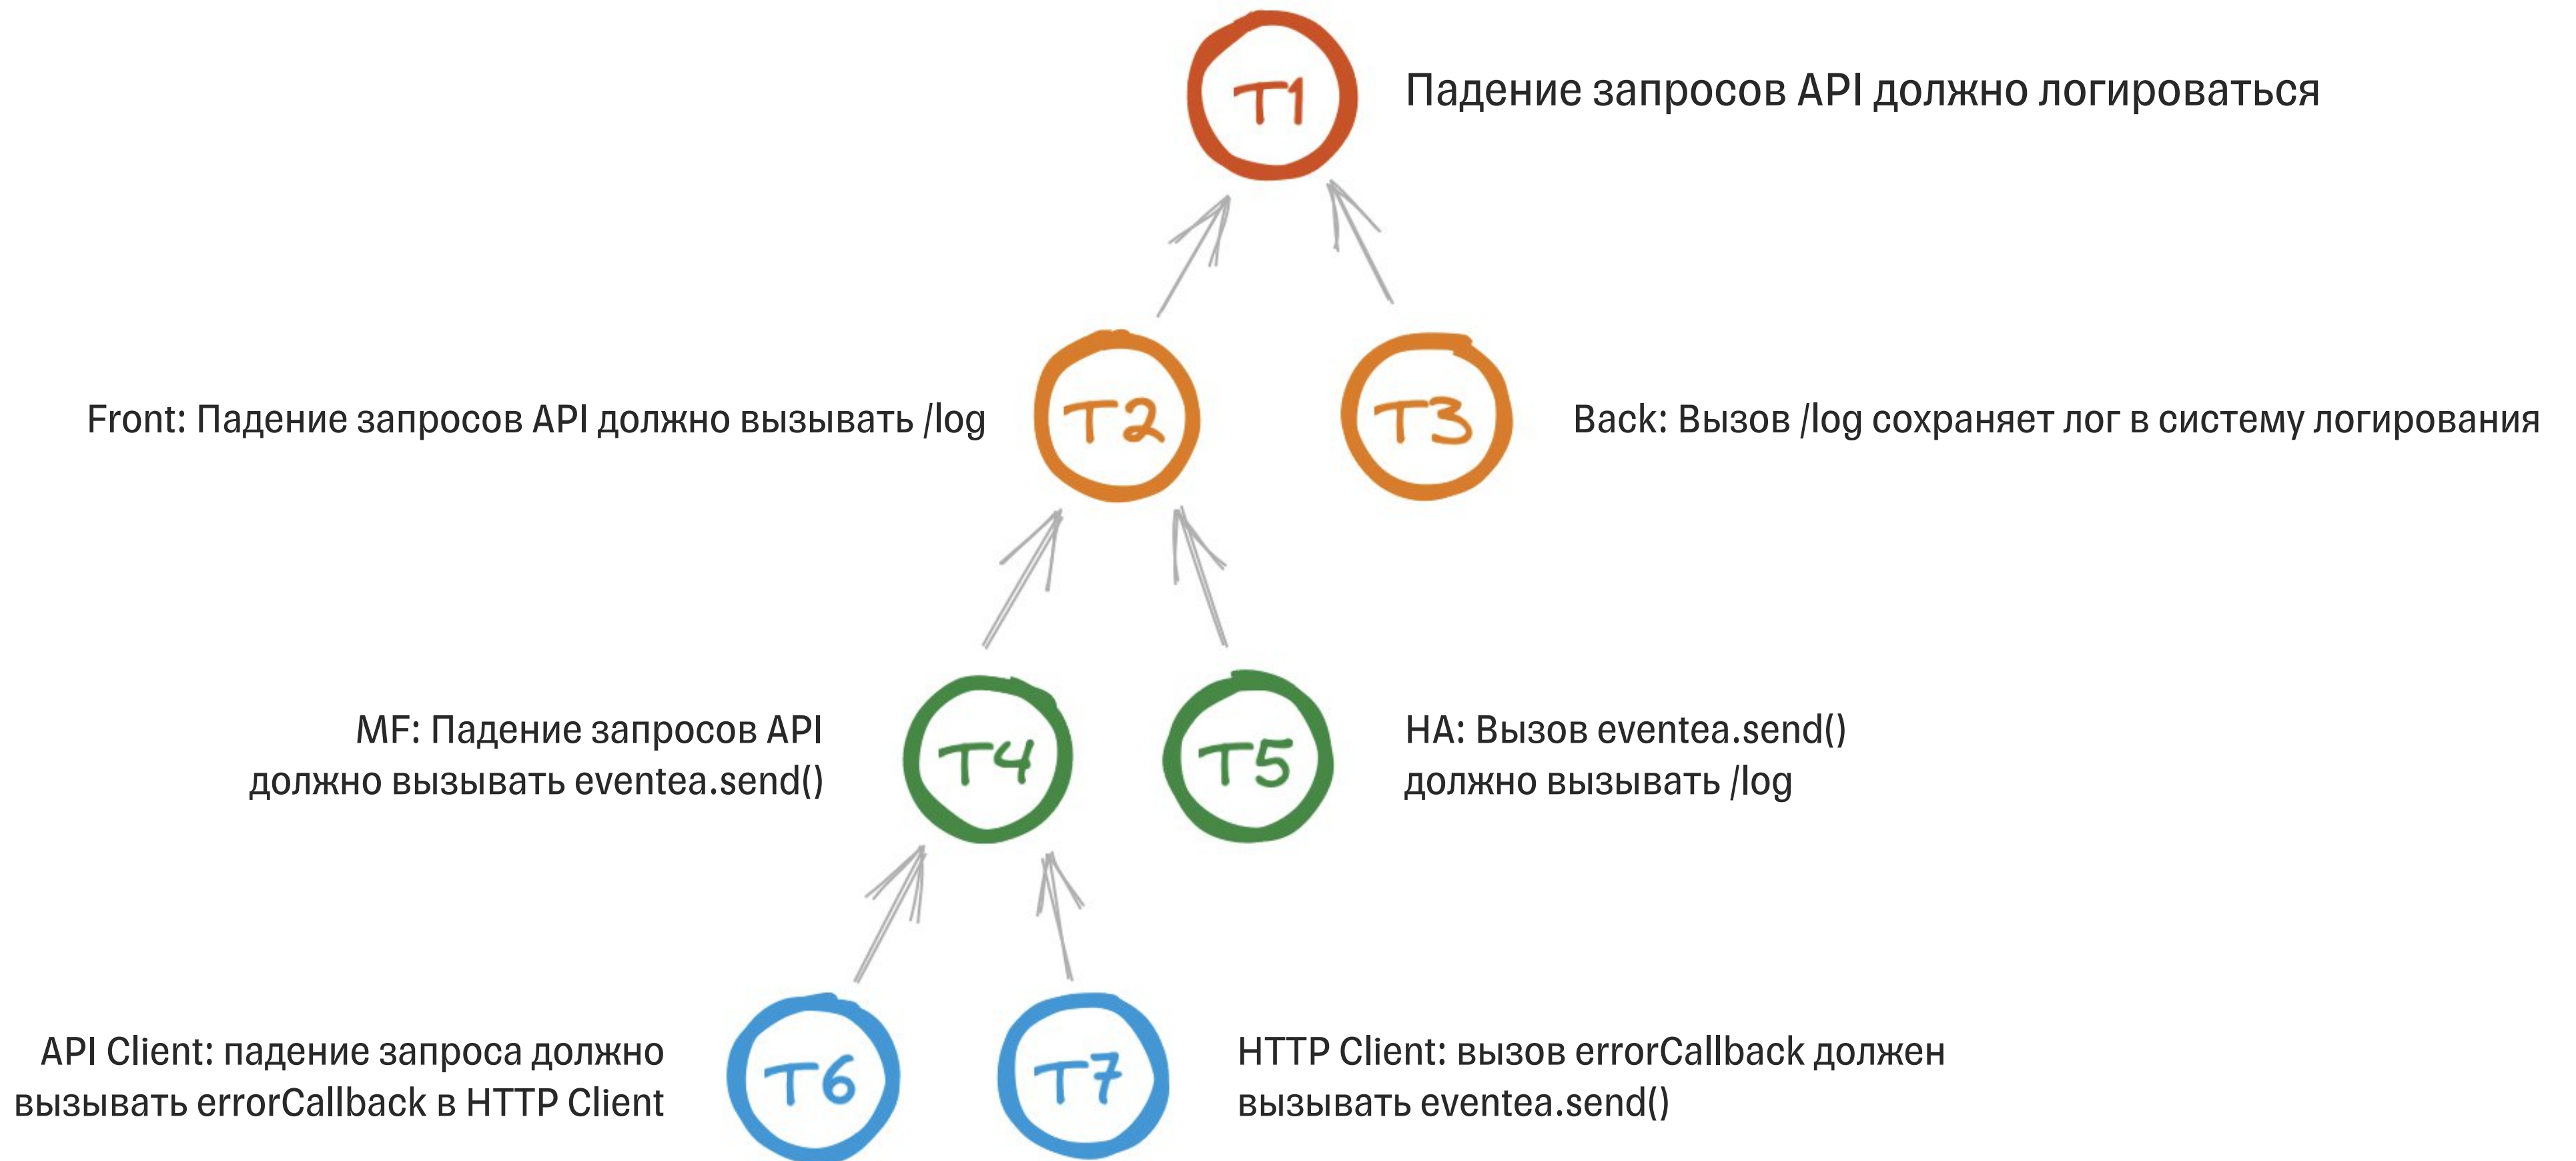 T1
Падение запросов API должно логироваться
Front: Падение запросов API должно вызывать /log
T2
T3
Back: Вызов /log сохраняет лог в систему логирования
MF: Падение запросов API
должно вызывать eventea.send()
T4
T5
HA: Вызов eventea.send()
должно вызывать /log
API Client: падение запроса должно
вызывать errorCallback в HTTP Client
T6
T7
HTTP Client: вызов errorCallback должен
вызывать eventea.send()